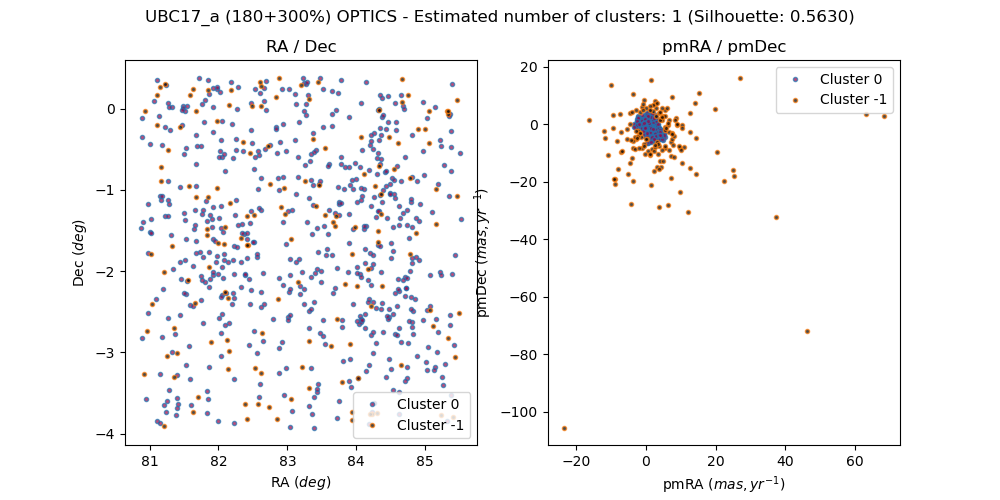 UBC17_a (180+300%) OPTICS - Estimated number of clusters: 1 (Silhouette: 0.5630)
RA / Dec
0
−1
−2
−3
−4
Dec (deg)
81 82 83 84 85
RA (deg)
Cluster 0
Cluster -1
pmRA / pmDec
20
0
−20
−40
−60
−80
−100
pmDec (mas, yr⁻¹)
−20 0 20 40 60
pmRA (mas, yr⁻¹)
Cluster 0
Cluster -1